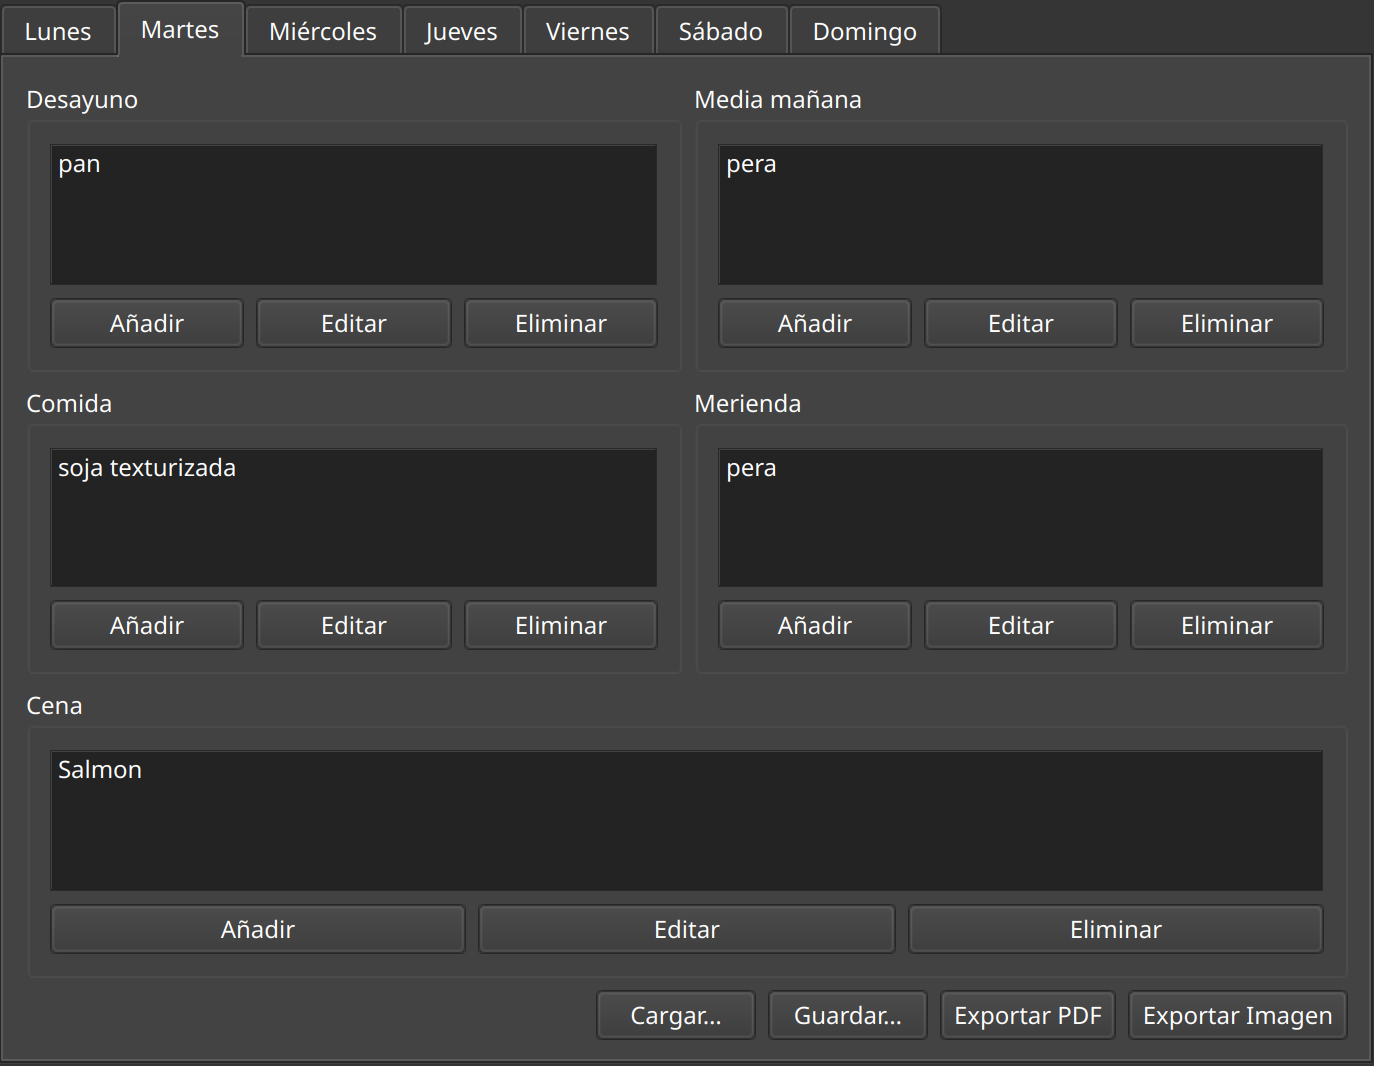 Lunes Martes Miércoles Jueves Viernes Sábado Domingo
Desayuno
pan
Añadir Editar Eliminar
Media mañana
pera
Añadir Editar Eliminar
Comida
soja texturizada
Añadir Editar Eliminar
Merienda
pera
Añadir Editar Eliminar
Cena
Salmon
Añadir Editar Eliminar
Cargar... Guardar... Exportar PDF Exportar Imagen